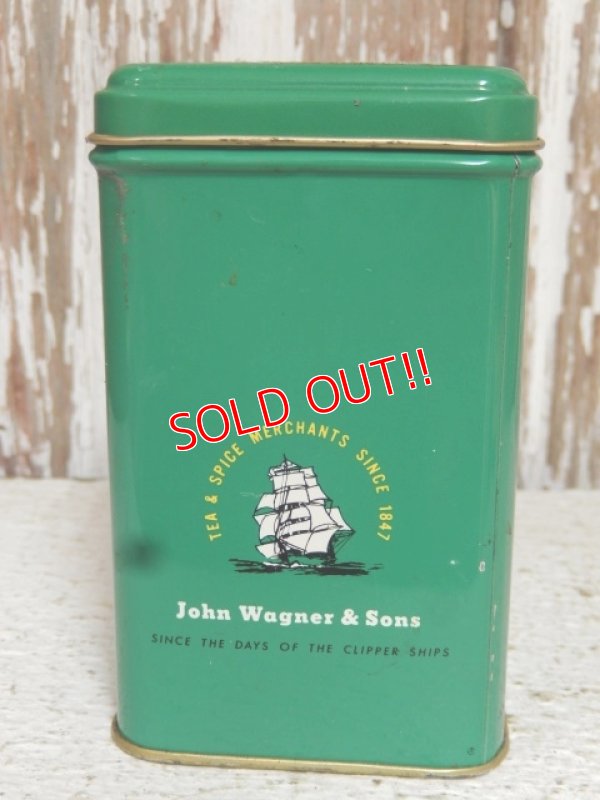 SOLD OUT!!
TEA & SPICE MERCHANTS SINCE 1847
John Wagner & Sons
SINCE THE DAYS OF THE CLIPPER SHIPS